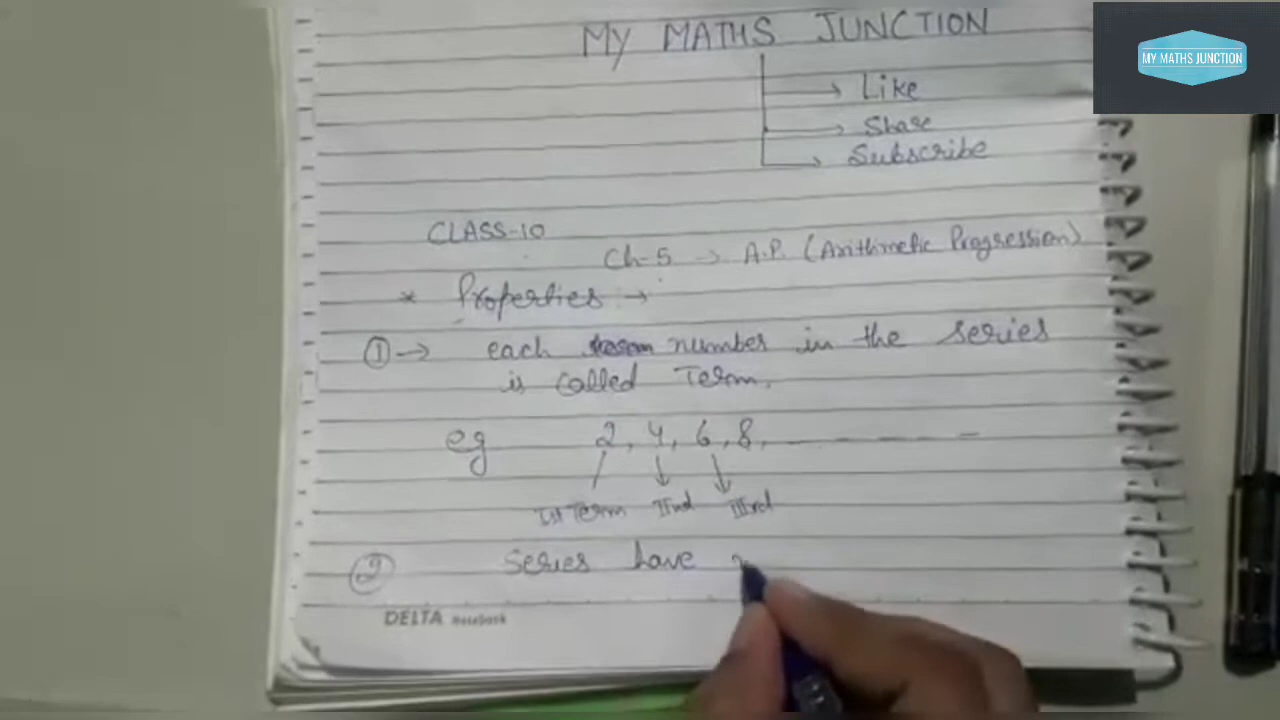 MY MATHS JUNCTION
MY MATHS JUNCTION
Like
Share
Subscribe
CLASS-10
Ch-5 → A.P. (Arithmetic Progression)
* Properties →
① → each number in the series
is called Term.
eg 2, 4, 6, 8, — — — — —
Ist Term IInd IIIrd
② Series have
DELTA Notebook